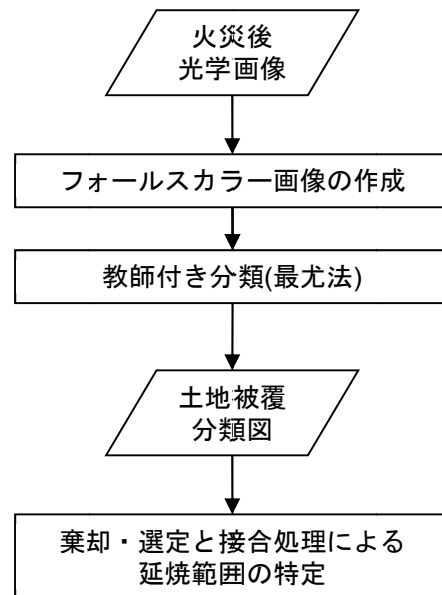 火災後
光学画像
フォールスカラー画像の作成
教師付き分類(最尤法)
土地被覆
分類図
棄却・選定と接合処理による
延焼範囲の特定